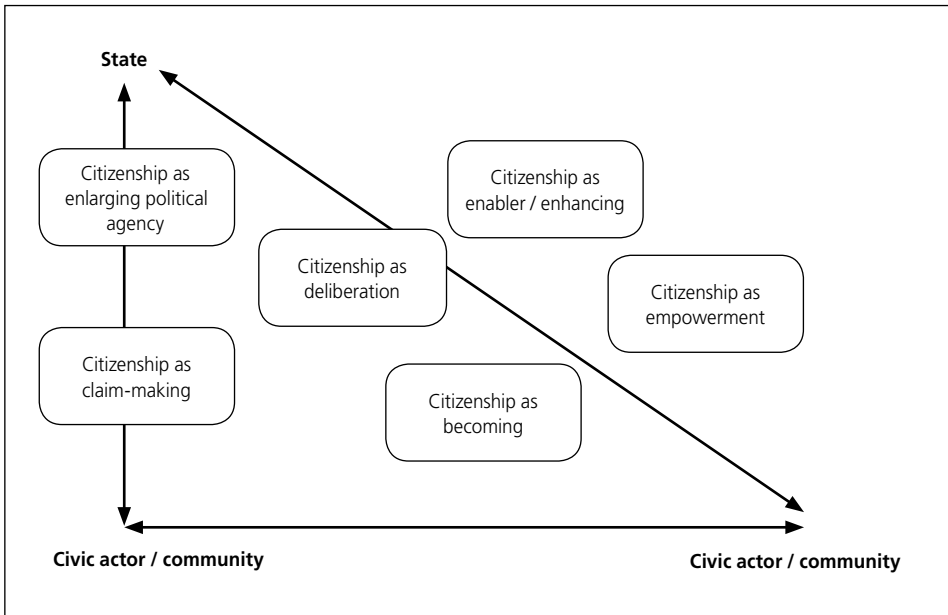 State
Citizenship as
enlarging political
agency
Citizenship as
enabler / enhancing
Citizenship as
deliberation
Citizenship as
empowerment
Citizenship as
claim-making
Citizenship as
becoming
Civic actor / community
Civic actor / community